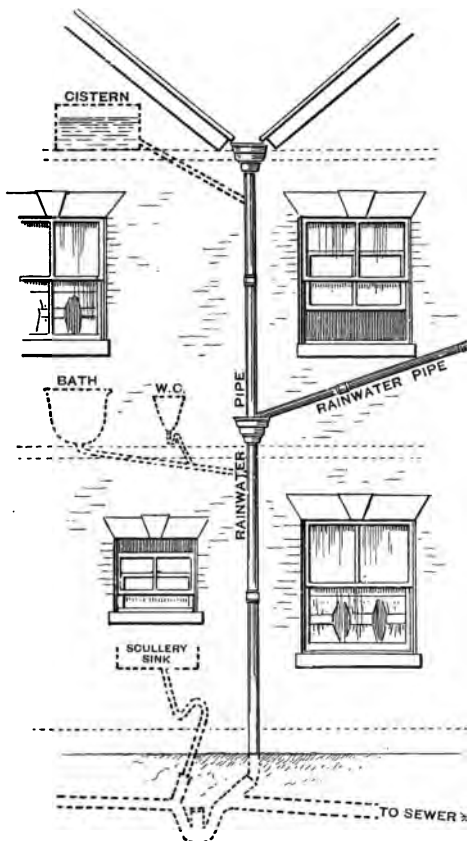 CISTERN
BATH
W.C.
RAINWATER PIPE
RAINWATER PIPE
SCULLERY
SINK
TO SEWER